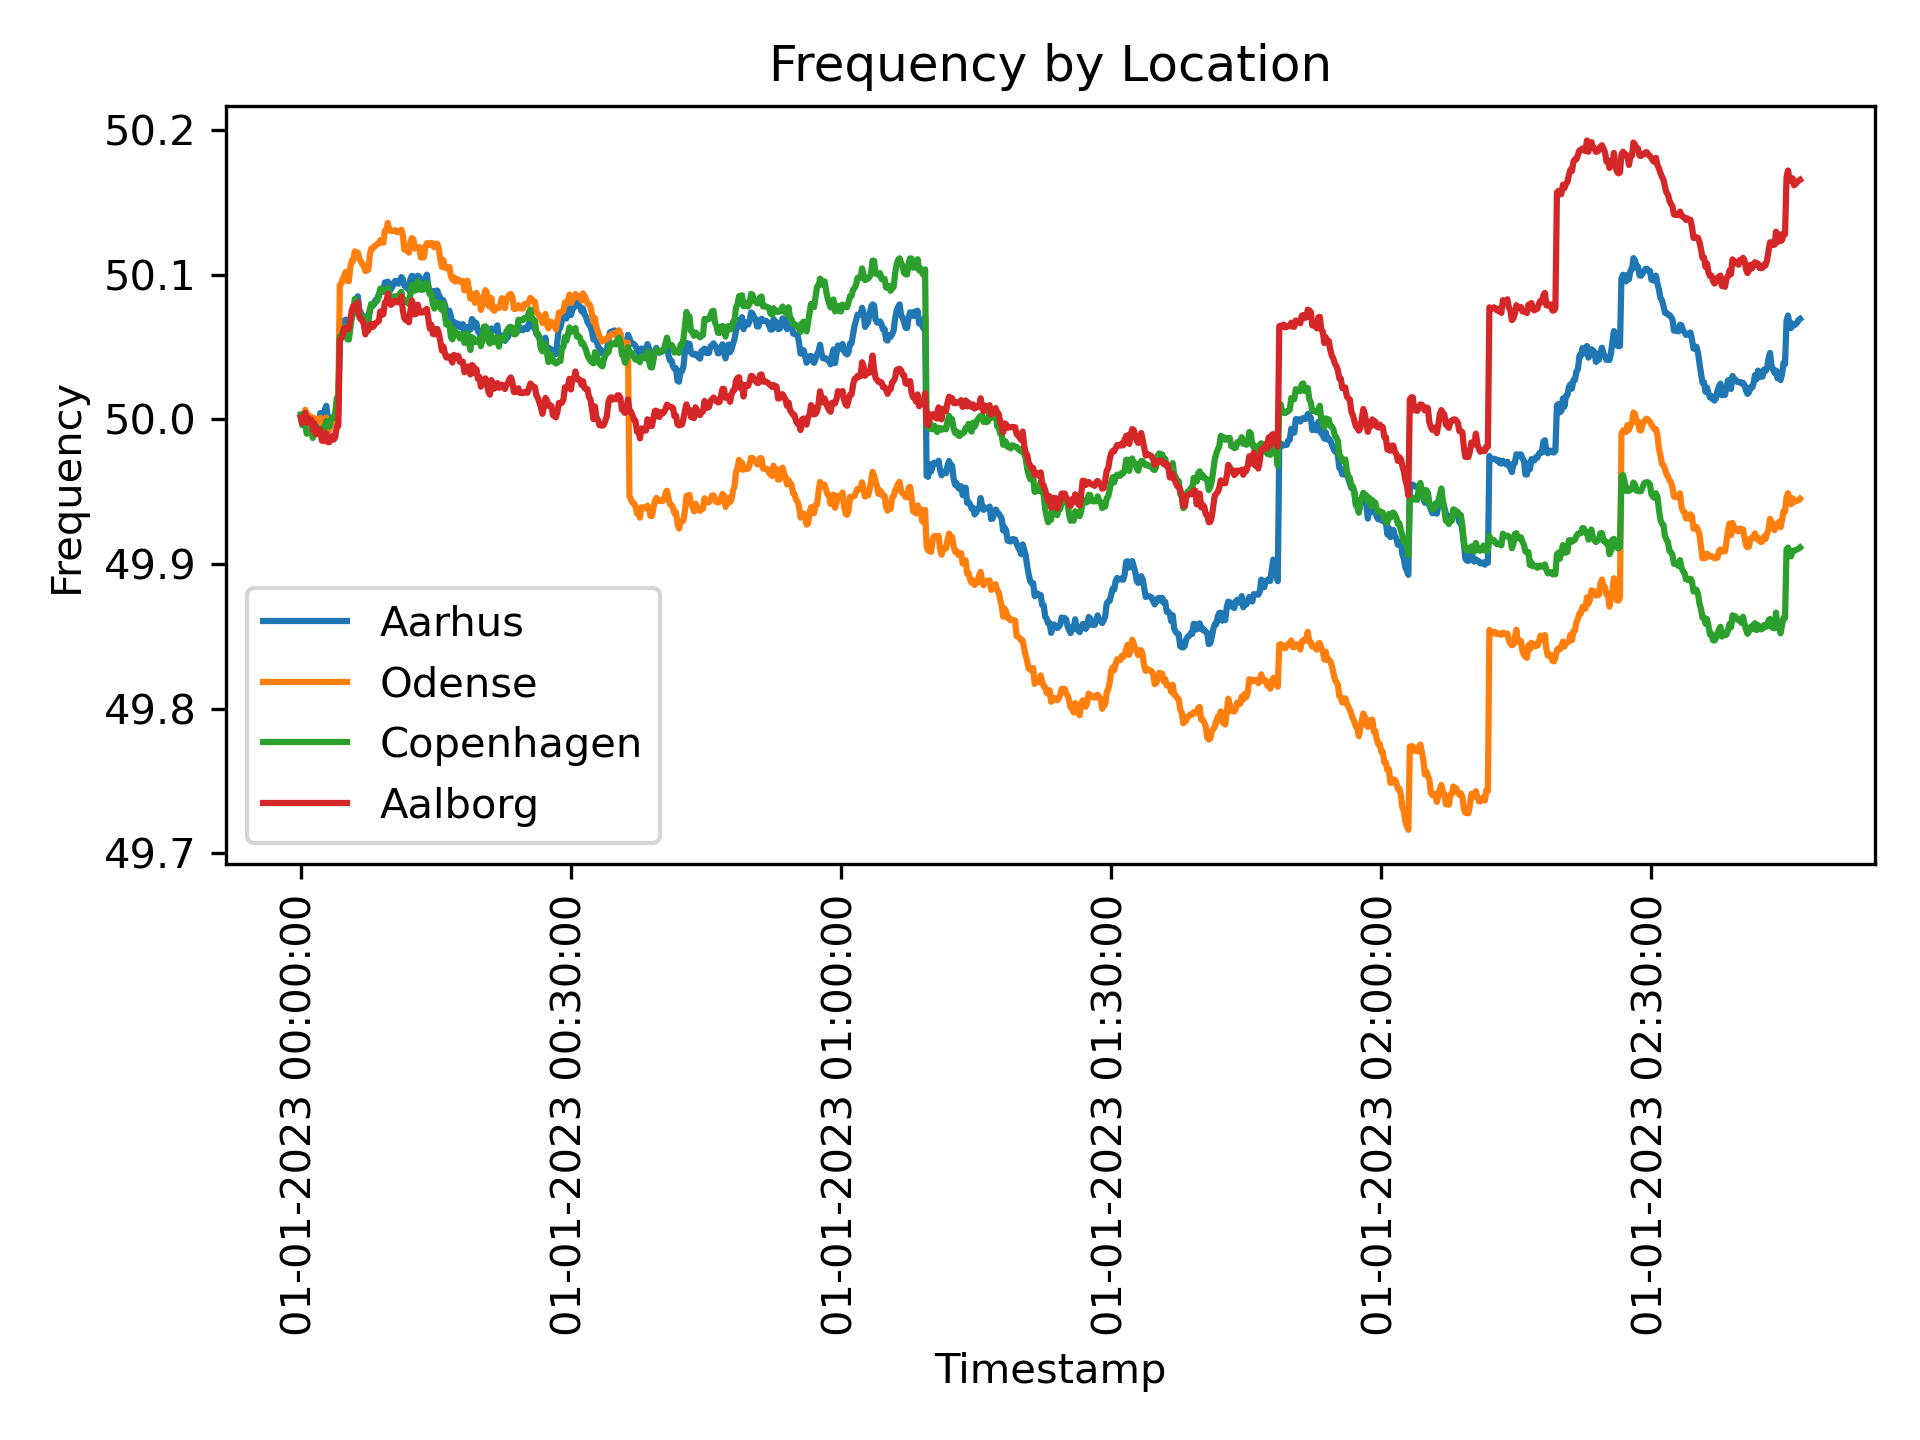 Frequency by Location
Frequency
50.2
50.1
50.0
49.9
49.8
49.7
Aarhus
Odense
Copenhagen
Aalborg
01-01-2023 00:00:00
01-01-2023 00:30:00
01-01-2023 01:00:00
01-01-2023 01:30:00
01-01-2023 02:00:00
01-01-2023 02:30:00
Timestamp